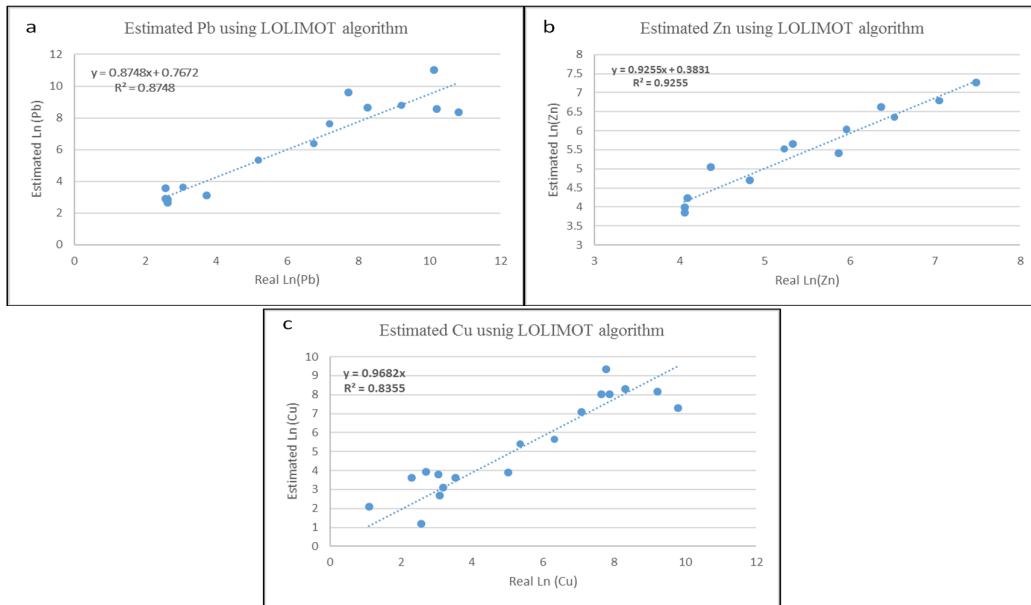 a
Estimated Pb using LOLIMOT algorithm
12
10
8
6
4
2
0
y = 0.8748x + 0.7672
R² = 0.8748
Estimated Ln (Pb)
0 2 4 6 8 10 12
Real Ln(Pb)
b
Estimated Zn using LOLIMOT algorithm
8
7.5
7
6.5
6
5.5
5
4.5
4
3.5
3
y = 0.9255x + 0.3831
R² = 0.9255
Estimated Ln(Zn)
3 4 5 6 7 8
Real Ln(Zn)
c
Estimated Cu usnig LOLIMOT algorithm
10
9
8
7
6
5
4
3
2
1
0
y = 0.9682x
R² = 0.8355
Estimated Ln (Cu)
0 2 4 6 8 10 12
Real Ln (Cu)